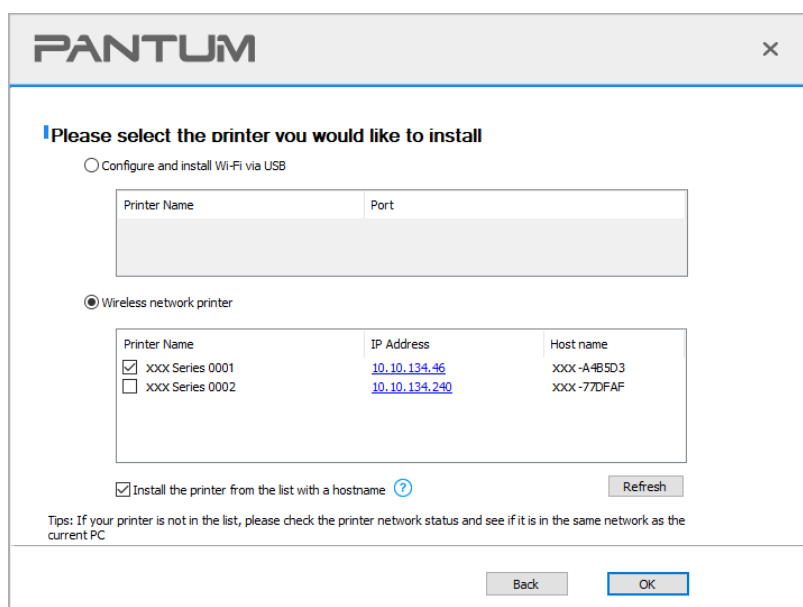 PANTUM
Please select the printer you would like to install
Configure and install Wi-Fi via USB
Printer Name Port
Wireless network printer
Printer Name IP Address Host name
XXX Series 0001 10.10.134.46 XXX -A4B5D3
XXX Series 0002 10.10.134.240 XXX -77DFAF
Install the printer from the list with a hostname ? Refresh
Tips: If your printer is not in the list, please check the printer network status and see if it is in the same network as the
current PC
Back OK